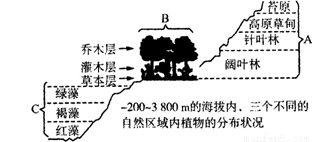 B
苔原
高原草甸
针叶林
阔叶林
A
乔木层
灌木层
草本层
C
绿藻
褐藻
红藻
-200~3 800 m的海拔内，三个不同的
自然区域内植物的分布状况